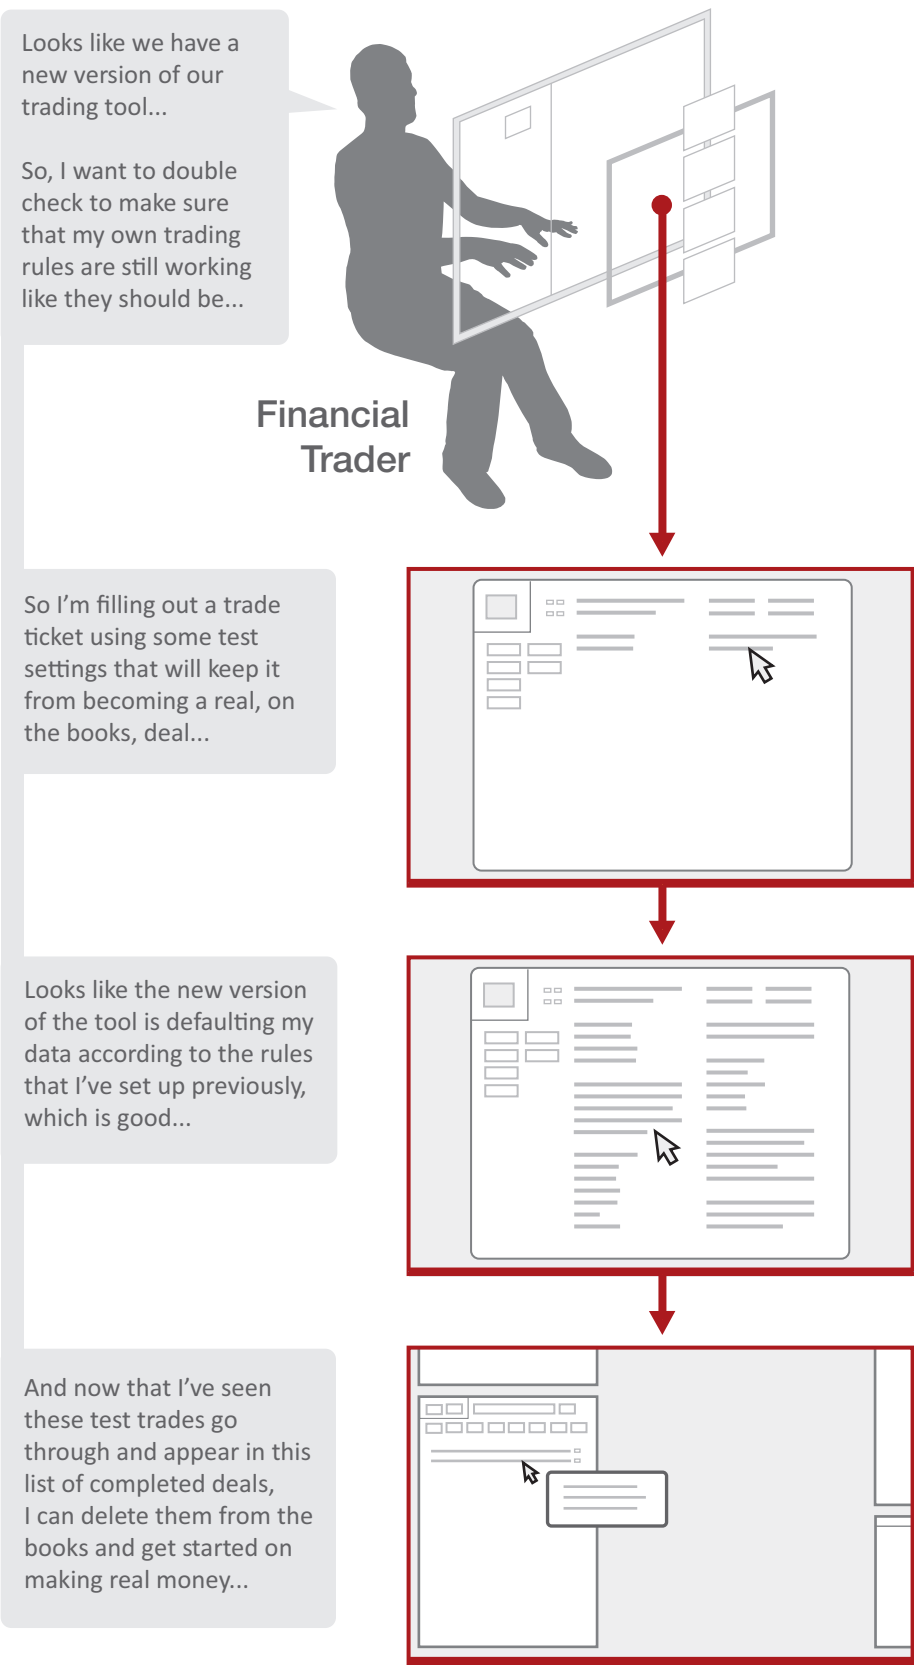 Looks like we have a
new version of our
trading tool...
So, I want to double
check to make sure
that my own trading
rules are still working
like they should be...
Financial
Trader
So I’m filling out a trade
ticket using some test
settings that will keep it
from becoming a real, on
the books, deal...
Looks like the new version
of the tool is defaulting my
data according to the rules
that I’ve set up previously,
which is good...
And now that I’ve seen
these test trades go
through and appear in this
list of completed deals,
I can delete them from the
books and get started on
making real money...